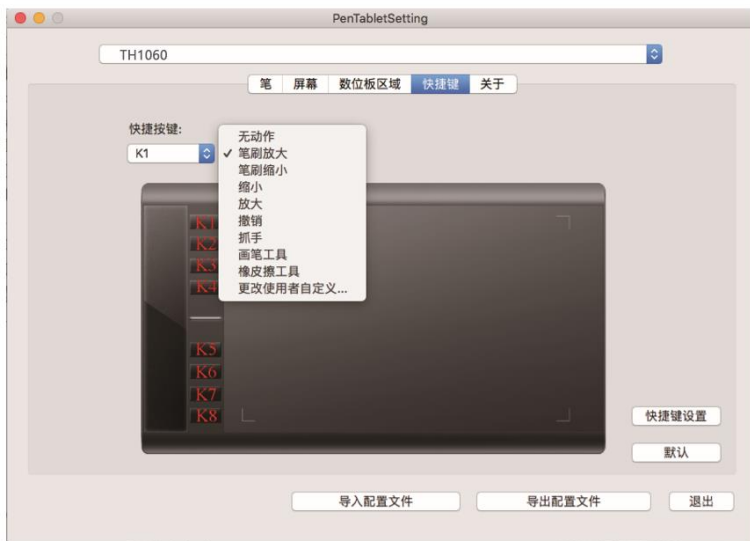 PenTabletSetting
TH1060
笔 屏幕 数位板区域 快捷键 关于
快捷按键:
K1
无动作
✓ 笔刷放大
笔刷缩小
缩小
放大
撤销
抓手
画笔工具
橡皮擦工具
更改使用者自定义...
K1
K2
K3
K4
K5
K6
K7
K8
快捷键设置
默认
导入配置文件 导出配置文件 退出